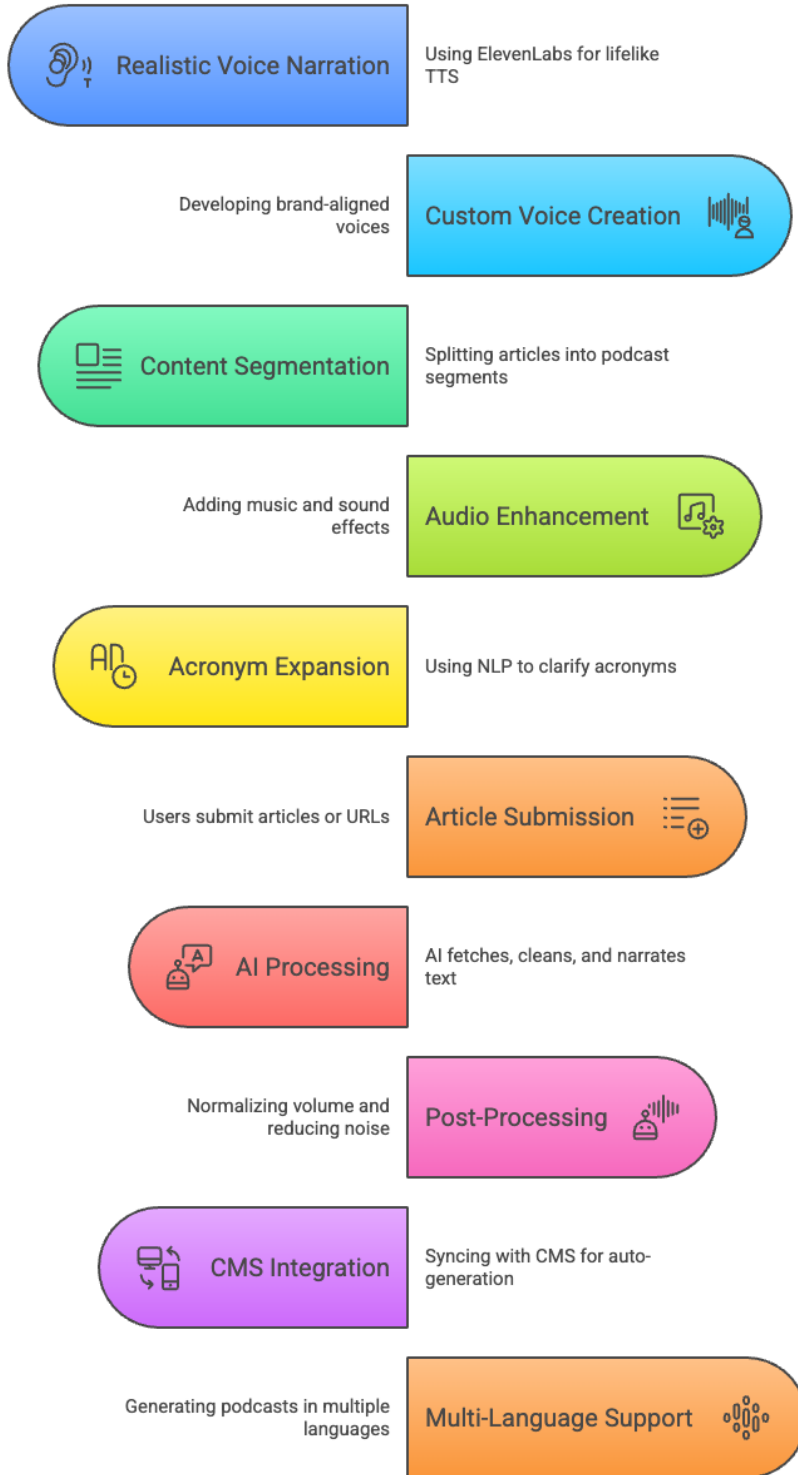 Realistic Voice Narration
Using ElevenLabs for lifelike
TTS
Developing brand-aligned
voices
Custom Voice Creation
Content Segmentation
Splitting articles into podcast
segments
Adding music and sound
effects
Audio Enhancement
Acronym Expansion
Using NLP to clarify acronyms
Users submit articles or URLs
Article Submission
AI Processing
AI fetches, cleans, and narrates
text
Normalizing volume and
reducing noise
Post-Processing
CMS Integration
Syncing with CMS for auto-
generation
Generating podcasts in multiple
languages
Multi-Language Support